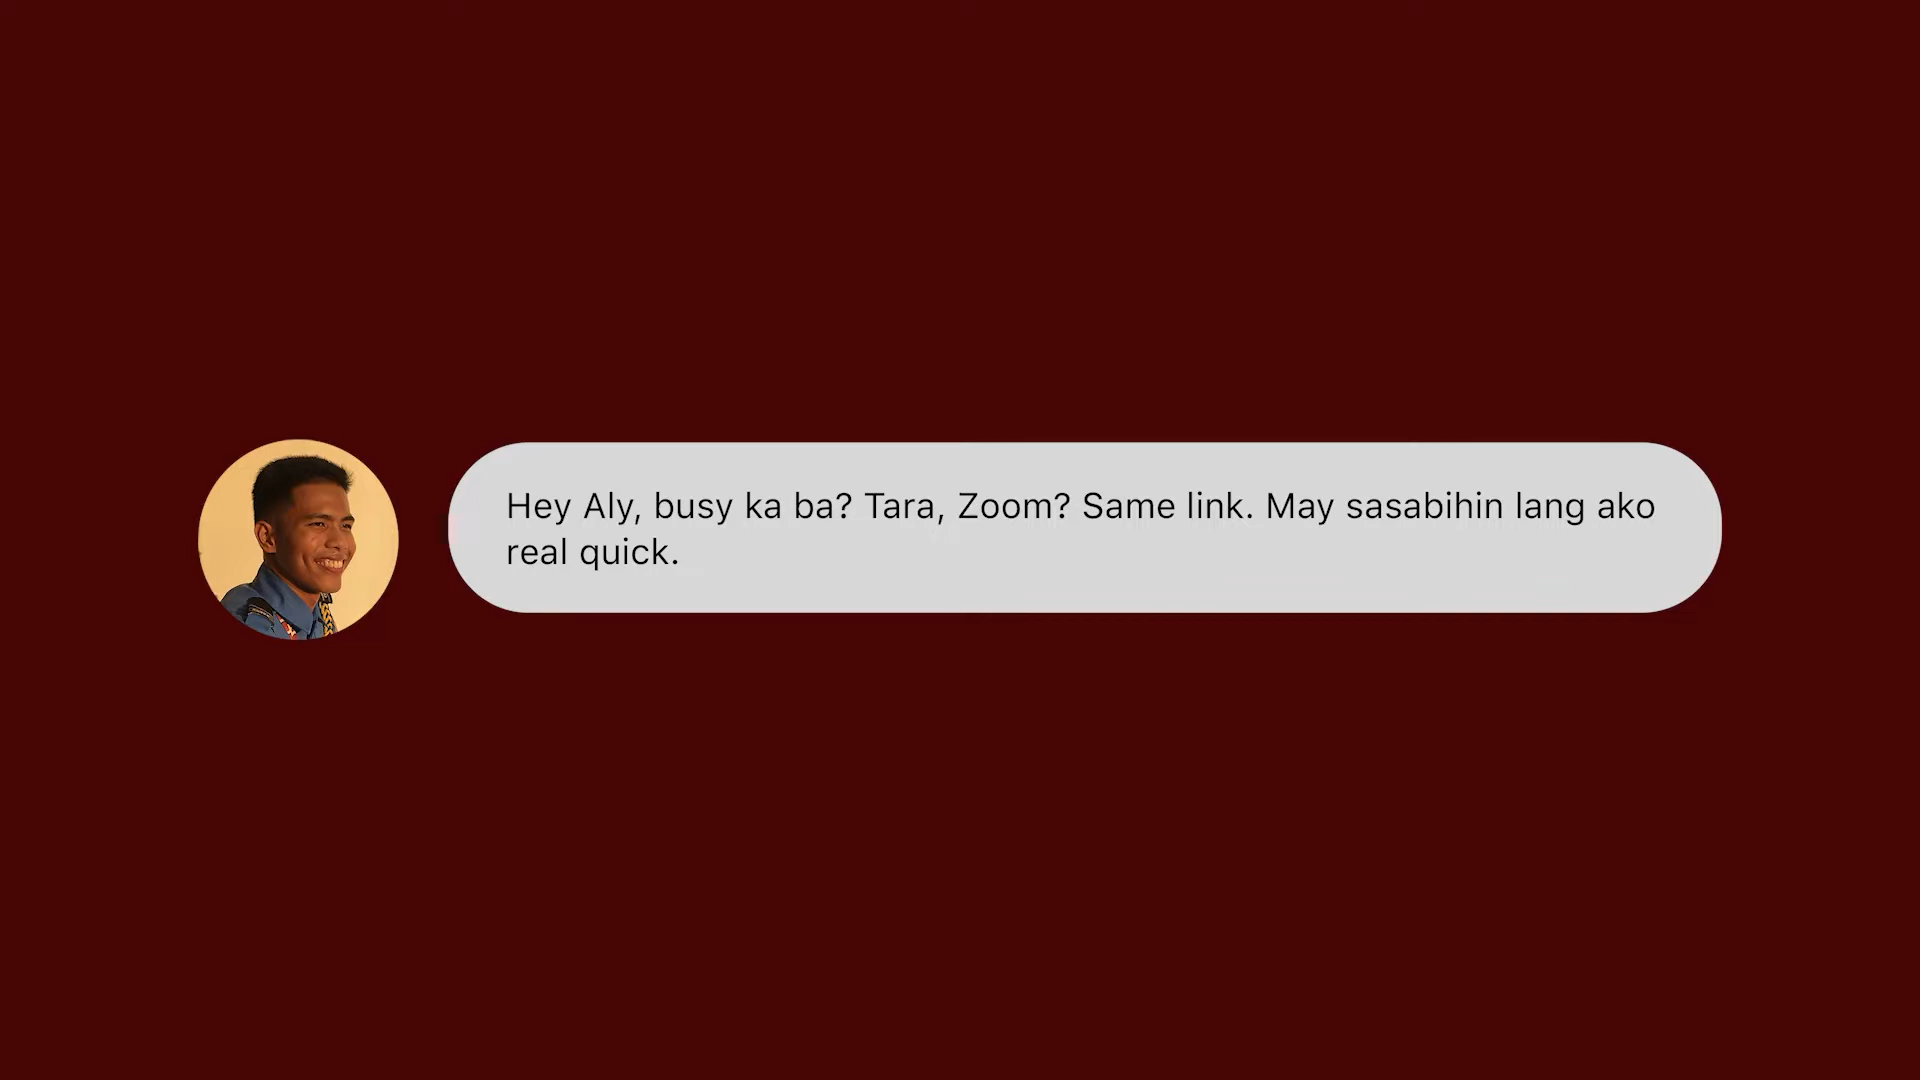 Hey Aly, busy ka ba? Tara, Zoom? Same link. May sasabihin lang ako
real quick.